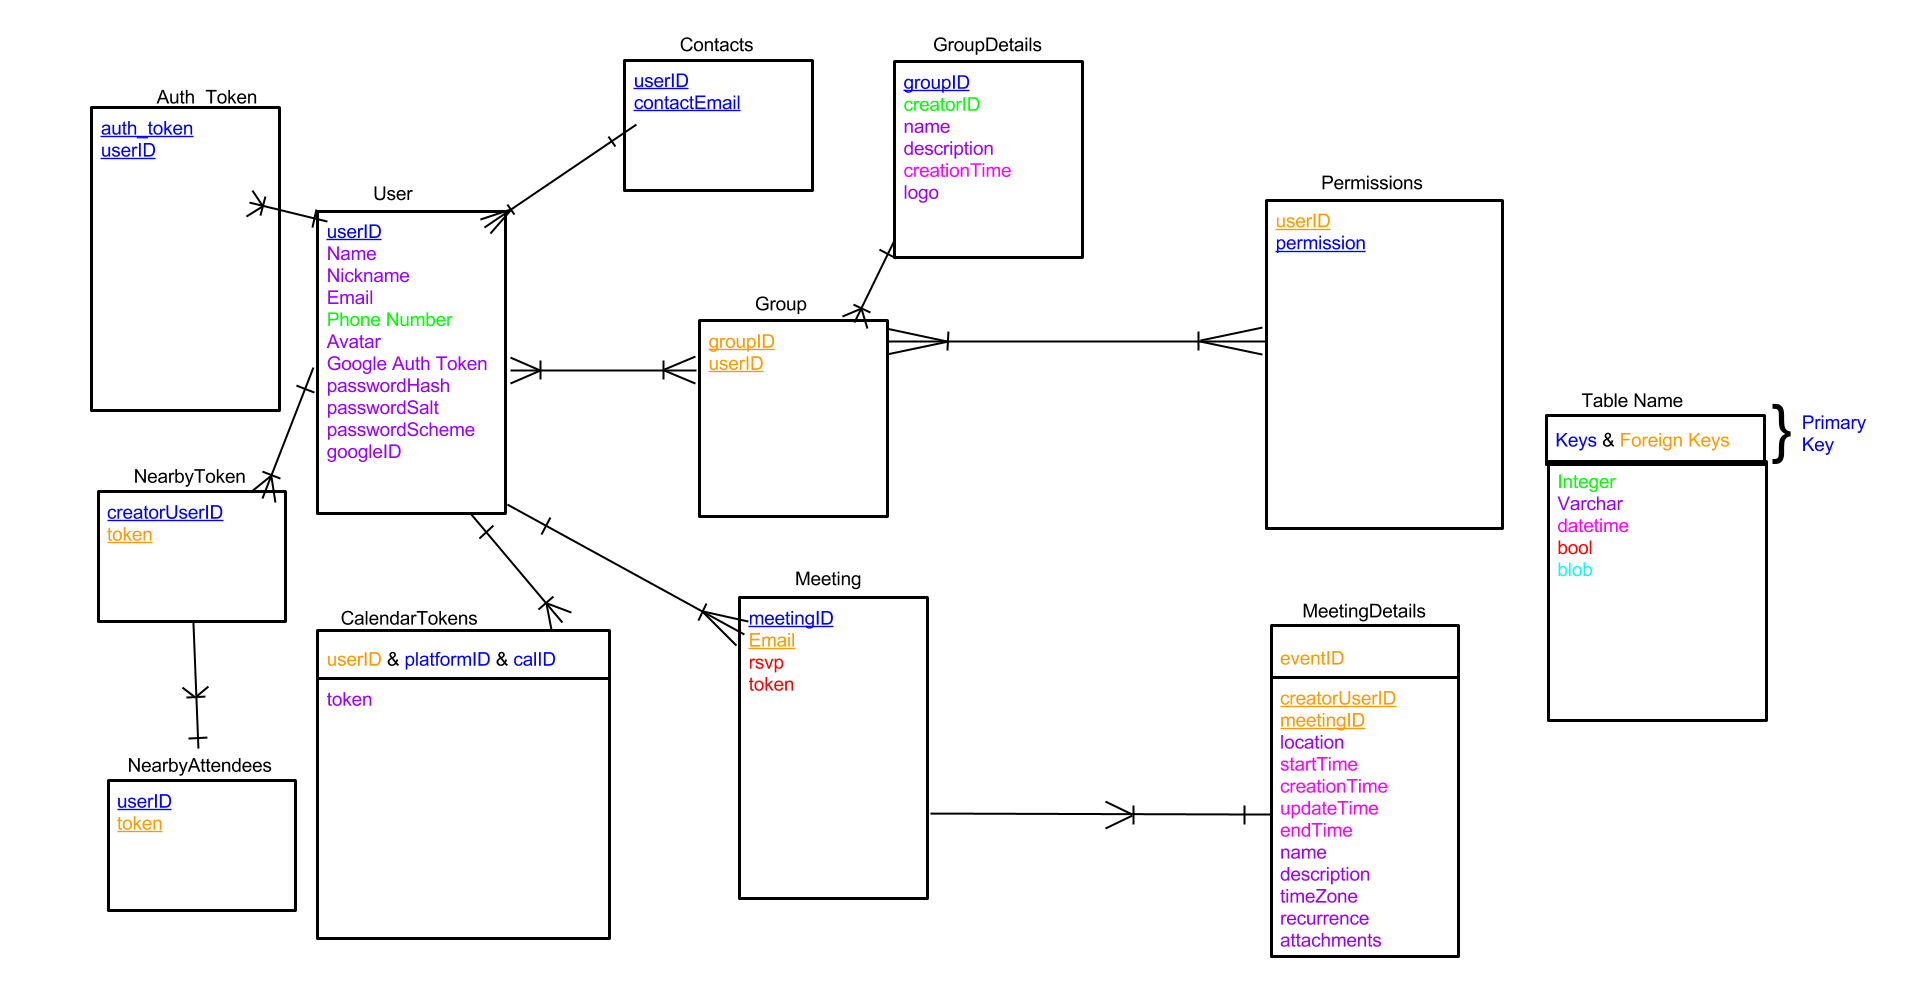 Contacts
userID
contactEmail
GroupDetails
groupID
creatorID
name
description
creationTime
logo
Auth_Token
auth_token
userID
User
userID
Name
Nickname
Email
Phone Number
Avatar
Google Auth Token
passwordHash
passwordSalt
passwordScheme
googleID
Permissions
userID
permission
Group
groupID
userID
Table Name
Keys & Foreign Keys
} Primary
Key
Integer
Varchar
datetime
bool
blob
NearbyToken
creatorUserID
token
CalendarTokens
userID & platformID & callD
token
Meeting
meetingID
Email
rsvp
token
MeetingDetails
eventID
creatorUserID
meetingID
location
startTime
creationTime
updateTime
endTime
name
description
timeZone
recurrence
attachments
NearbyAttendees
userID
token